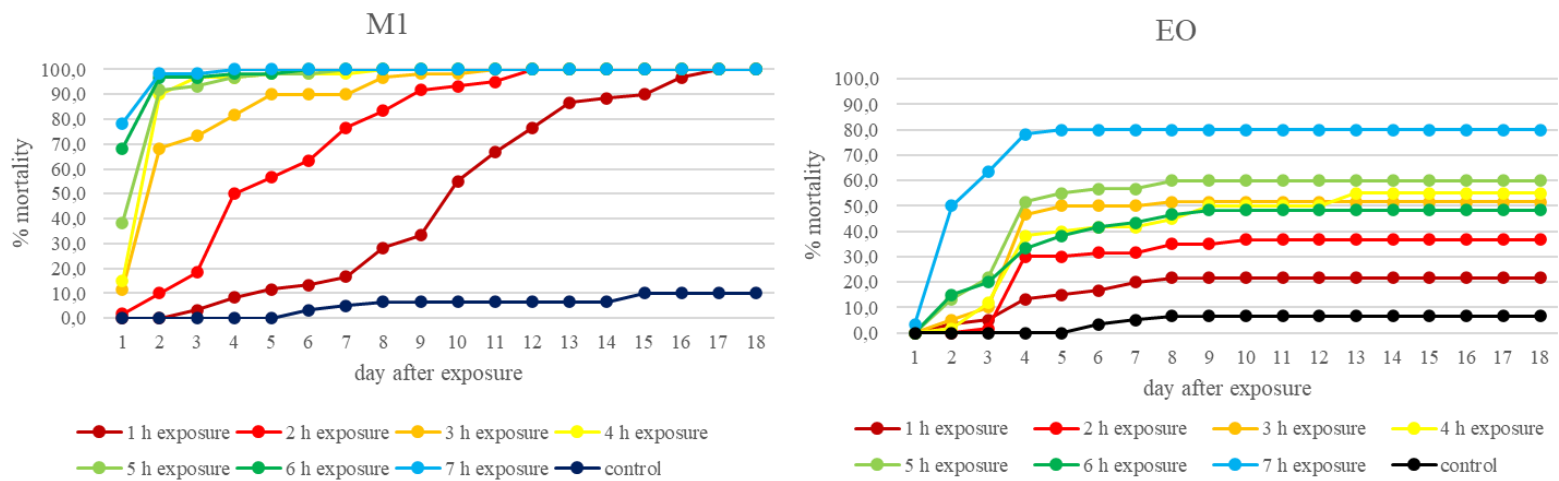 M1
100,0
90,0
80,0
70,0
60,0
50,0
40,0
30,0
20,0
10,0
0,0
% mortality
1 2 3 4 5 6 7 8 9 10 11 12 13 14 15 16 17 18
day after exposure
1 h exposure 2 h exposure 3 h exposure 4 h exposure
5 h exposure 6 h exposure 7 h exposure control
EO
100,0
90,0
80,0
70,0
60,0
50,0
40,0
30,0
20,0
10,0
0,0
% mortality
1 2 3 4 5 6 7 8 9 10 11 12 13 14 15 16 17 18
day after exposure
1 h exposure 2 h exposure 3 h exposure 4 h exposure
5 h exposure 6 h exposure 7 h exposure control